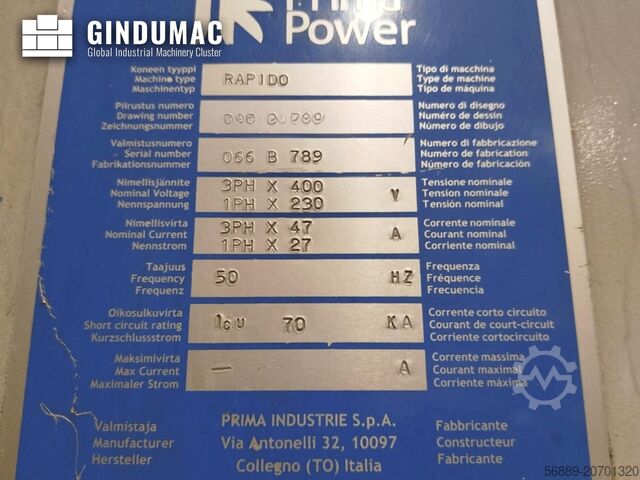 GINDUMAC
Global Industrial Machinery Cluster
Prima
Power
Koneen tyyppi
Machine type
Maschinentyp
RAPIDO
Tipo di macchina
Type de machine
Tipo de máquina
Piirustus numero
Drawing number
Zeichnungsnummer
Numero di disegno
Numéro de dessin
Número de dibujo
Valmistusnumero
Serial number
Fabrikationsnummer
066 B 789
Numero di fabbricazione
Numéro de fabrication
Número de fabricación
Nimellisjännite
Nominal Voltage
Nennspannung
3PH X 400
1PH X 230
V
Tensione nominale
Tension nominale
Tensión nominal
Nimellisvirta
Nominal Current
Nennstrom
3PH X 47
1PH X 27
A
Corrente nominale
Courant nominal
Corriente nominal
Taajuus
Frequency
Frequenz
50
HZ
Frequenza
Fréquence
Frecuencia
Oikosulkuvirta
Short circuit rating
Kurzschlussstrom
Icu 70
KA
Corrente corto circuito
Courant de court-circuit
Corriente cortocircuito
Maksimivirta
Max Current
Maximaler Strom
—
A
Corrente massima
Courant maximal
Corriente máxima
Valmistaja
Manufacturer
Hersteller
PRIMA INDUSTRIE S.p.A.
Via Antonelli 32, 10097
Collegno (TO) Italia
Fabbricante
Constructeur
Fabricante
56889-20701320